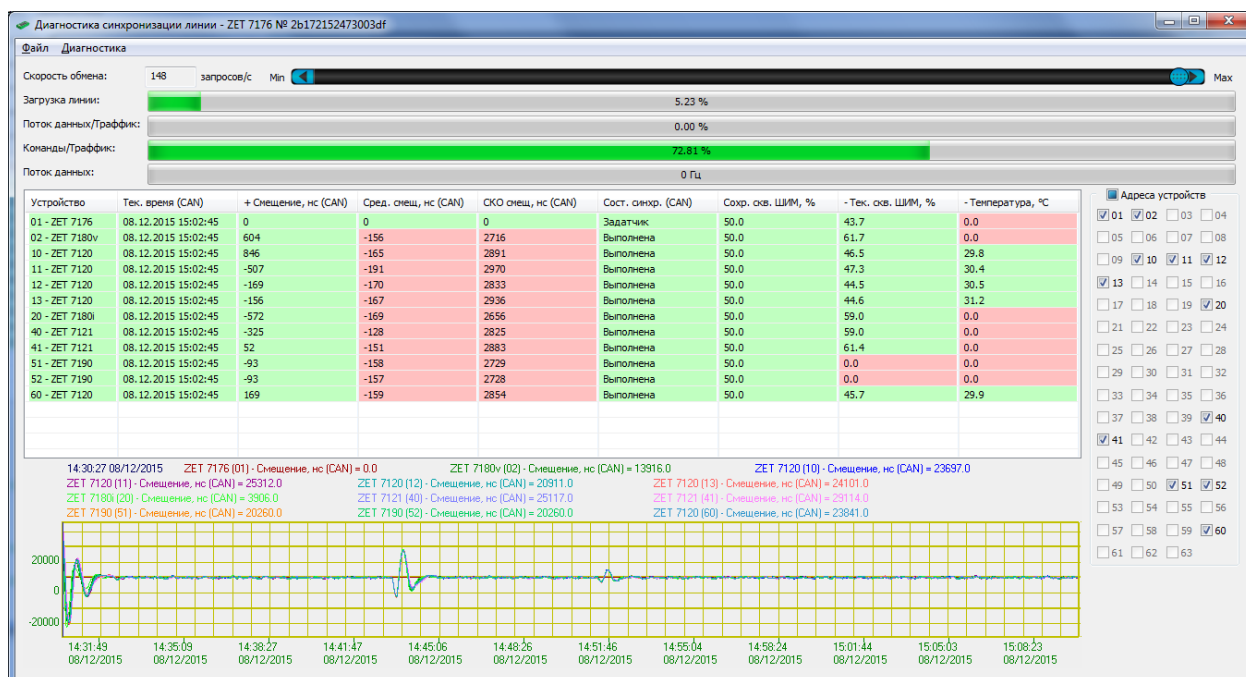 Диагностика синхронизации линии - ZET 7176 № 2b172152473003df
Файл Диагностика
Скорость обмена: 148 запросов/с Min Max
Загрузка линии: 5.23 %
Поток данных/Траффик: 0.00 %
Команды/Траффик: 72.81 %
Поток данных: 0 Гц
Устройство Тек. время (CAN) + Смещение, нс (CAN) Сред. смещ, нс (CAN) СКО смещ, нс (CAN) Сост. синхр. (CAN) Сохр. скв. ШИМ, % - Тек. скв. ШИМ, % - Температура, °C
01 - ZET 7176 08.12.2015 15:02:45 0 0 0 Задатчик 50.0 43.7 0.0
02 - ZET 7180v 08.12.2015 15:02:45 604 -156 2716 Выполнена 50.0 61.7 0.0
10 - ZET 7120 08.12.2015 15:02:45 846 -165 2891 Выполнена 50.0 46.5 29.8
11 - ZET 7120 08.12.2015 15:02:45 -507 -191 2970 Выполнена 50.0 47.3 30.4
12 - ZET 7120 08.12.2015 15:02:45 -169 -170 2833 Выполнена 50.0 44.5 30.5
13 - ZET 7120 08.12.2015 15:02:45 -156 -167 2936 Выполнена 50.0 44.6 31.2
20 - ZET 7180i 08.12.2015 15:02:45 -572 -169 2656 Выполнена 50.0 59.0 0.0
40 - ZET 7121 08.12.2015 15:02:45 -325 -128 2825 Выполнена 50.0 59.0 0.0
41 - ZET 7121 08.12.2015 15:02:45 52 -151 2883 Выполнена 50.0 61.4 0.0
51 - ZET 7190 08.12.2015 15:02:45 -93 -158 2729 Выполнена 50.0 0.0 0.0
52 - ZET 7190 08.12.2015 15:02:45 -93 -157 2728 Выполнена 50.0 0.0 0.0
60 - ZET 7120 08.12.2015 15:02:45 169 -159 2854 Выполнена 50.0 45.7 29.9
14:30:27 08/12/2015 ZET 7176 (01) - Смещение, нс (CAN) = 0.0 ZET 7180v (02) - Смещение, нс (CAN) = 13916.0 ZET 7120 (10) - Смещение, нс (CAN) = 23697.0
ZET 7120 (11) - Смещение, нс (CAN) = 25312.0 ZET 7120 (12) - Смещение, нс (CAN) = 20911.0 ZET 7120 (13) - Смещение, нс (CAN) = 24101.0
ZET 7180i (20) - Смещение, нс (CAN) = 3906.0 ZET 7121 (40) - Смещение, нс (CAN) = 25117.0 ZET 7121 (41) - Смещение, нс (CAN) = 29114.0
ZET 7190 (51) - Смещение, нс (CAN) = 20260.0 ZET 7190 (52) - Смещение, нс (CAN) = 20260.0 ZET 7120 (60) - Смещение, нс (CAN) = 23841.0
20000
0
-20000
14:31:49 14:35:09 14:38:27 14:41:47 14:45:06 14:48:26 14:51:46 14:55:04 14:58:24 15:01:44 15:05:03 15:08:23
08/12/2015 08/12/2015 08/12/2015 08/12/2015 08/12/2015 08/12/2015 08/12/2015 08/12/2015 08/12/2015 08/12/2015 08/12/2015 08/12/2015
Адреса устройств
01 02 03 04
05 06 07 08
09 10 11 12
13 14 15 16
17 18 19 20
21 22 23 24
25 26 27 28
29 30 31 32
33 34 35 36
37 38 39 40
41 42 43 44
45 46 47 48
49 50 51 52
53 54 55 56
57 58 59 60
61 62 63